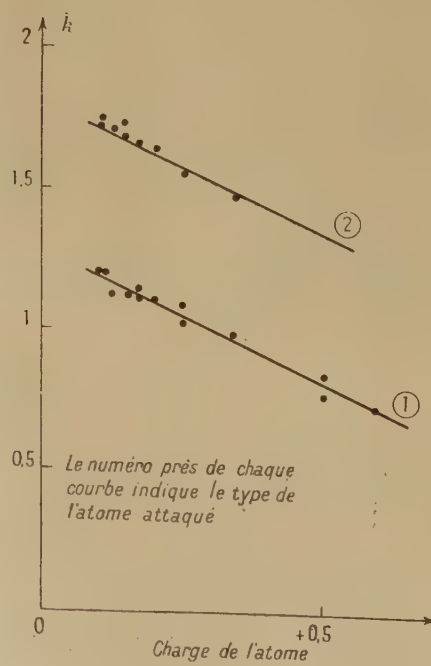 h
2
1.5
②
1
①
0.5
Le numéro près de chaque
courbe indique le type de
l'atome attaqué
0
+0,5
Charge de l'atome